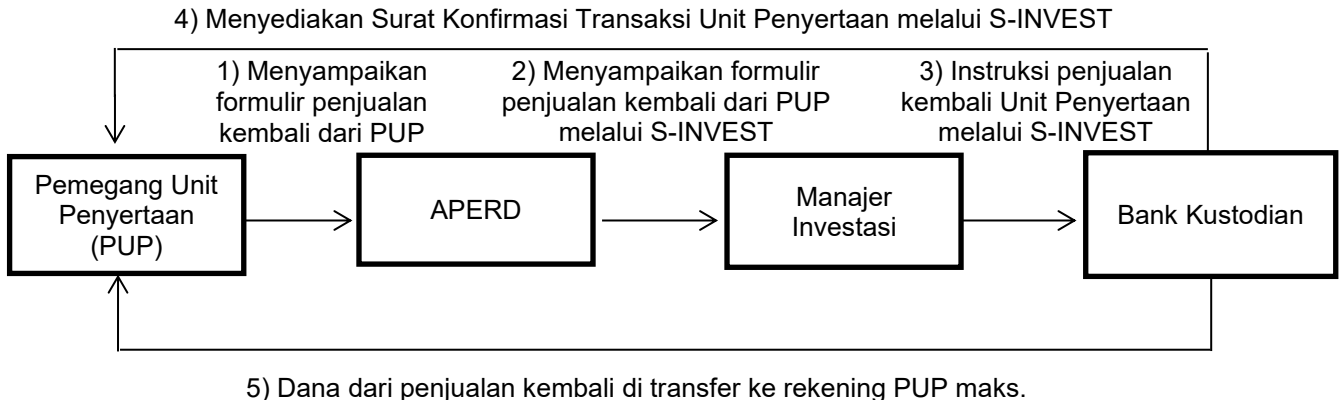 4) Menyediakan Surat Konfirmasi Transaksi Unit Penyertaan melalui S-INVEST
1) Menyampaikan
formulir penjualan
kembali dari PUP
2) Menyampaikan formulir
penjualan kembali dari PUP
melalui S-INVEST
3) Instruksi penjualan
kembali Unit Penyertaan
melalui S-INVEST
Pemegang Unit
Penyertaan
(PUP)
APERD
Manajer
Investasi
Bank Kustodian
5) Dana dari penjualan kembali di transfer ke rekening PUP maks.